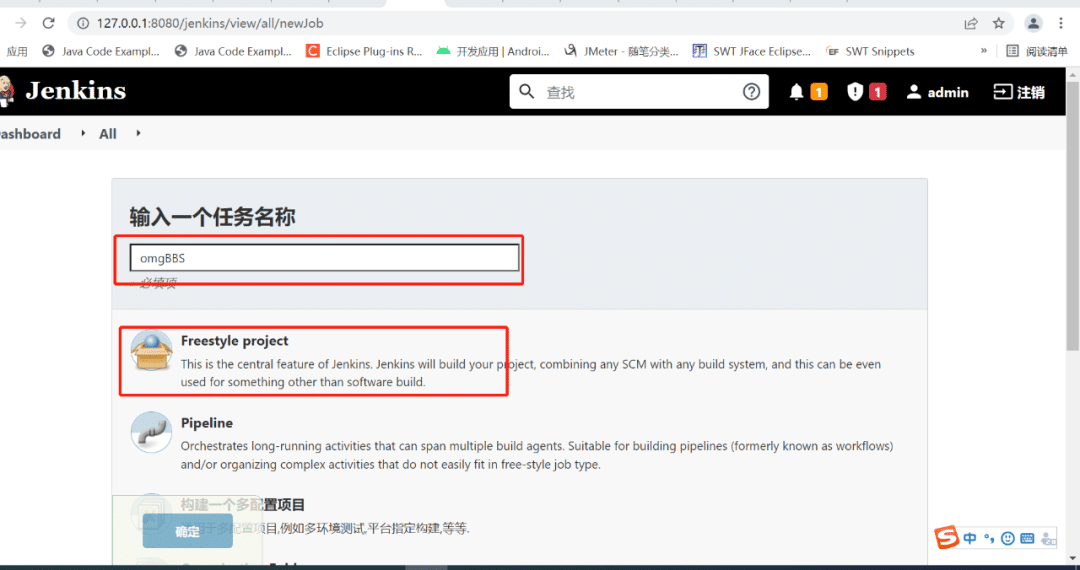 127.0.0.1:8080/jenkins/view/all/newJob
应用 Java Code Exampl... Java Code Exampl... Eclipse Plug-ins R... 开发应用 | Androi... JMeter - 随笔分类... SWT JFace Eclipse... EF SWT Snippets » 阅读清单
Jenkins 查找 1 1 admin 注销
ashboard All
输入一个任务名称
omgBBS
» 必填项
Freestyle project
This is the central feature of Jenkins. Jenkins will build your project, combining any SCM with any build system, and this can be even
used for something other than software build.
Pipeline
Orchestrates long-running activities that can span multiple build agents. Suitable for building pipelines (formerly known as workflows)
and/or organizing complex activities that do not easily fit in free-style job type.
构建一个多配置项目
于多配置项目,例如多环境测试,平台指定构建,等等.
确定
S 中